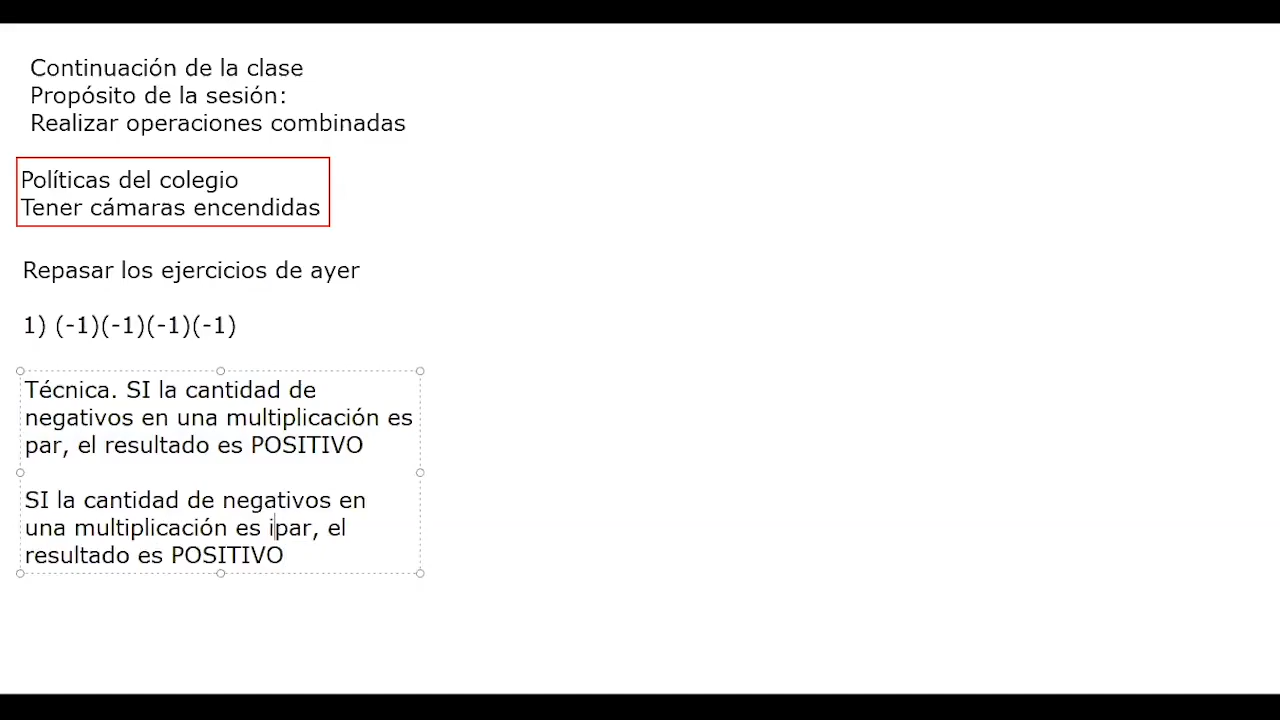 Continuación de la clase
Propósito de la sesión:
Realizar operaciones combinadas
Políticas del colegio
Tener cámaras encendidas
Repasar los ejercicios de ayer
1) (-1)(-1)(-1)(-1)
Técnica. SI la cantidad de
negativos en una multiplicación es
par, el resultado es POSITIVO
SI la cantidad de negativos en
una multiplicación es ipar, el
resultado es POSITIVO